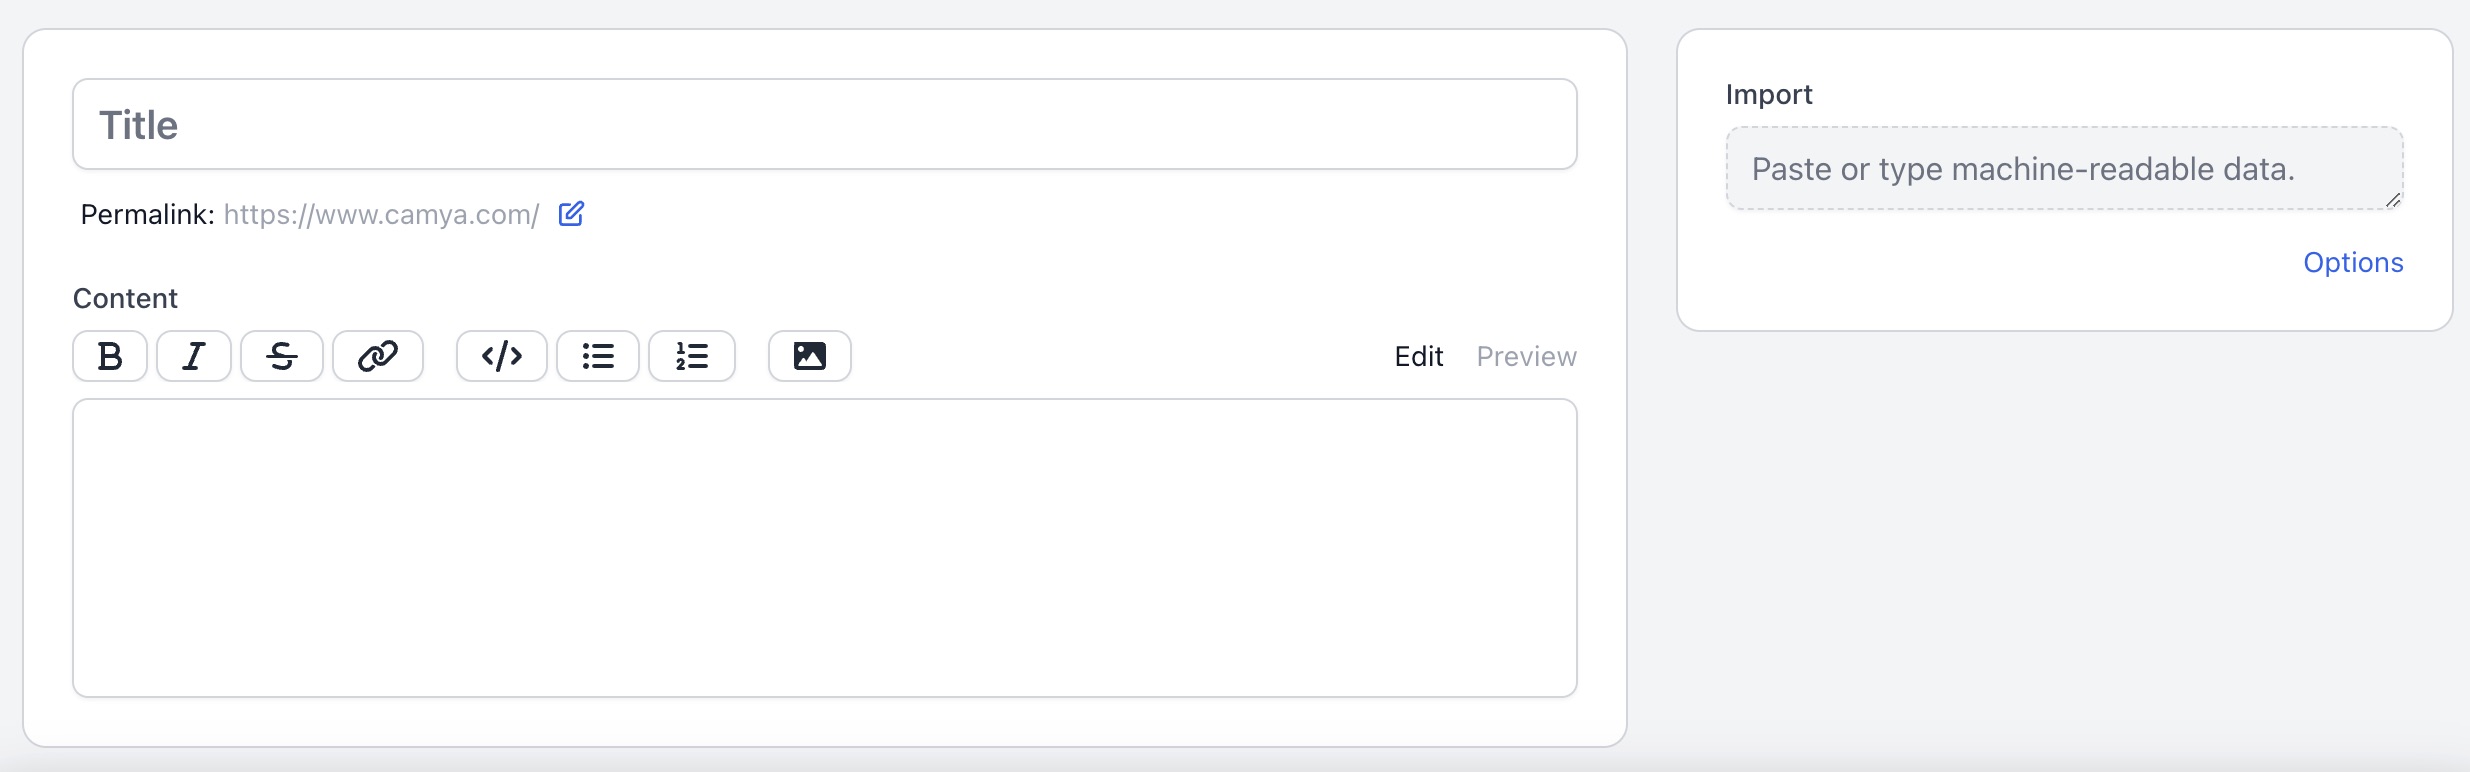 Title
Permalink: https://www.camya.com/
Content
Edit Preview
Import
Paste or type machine-readable data.
Options